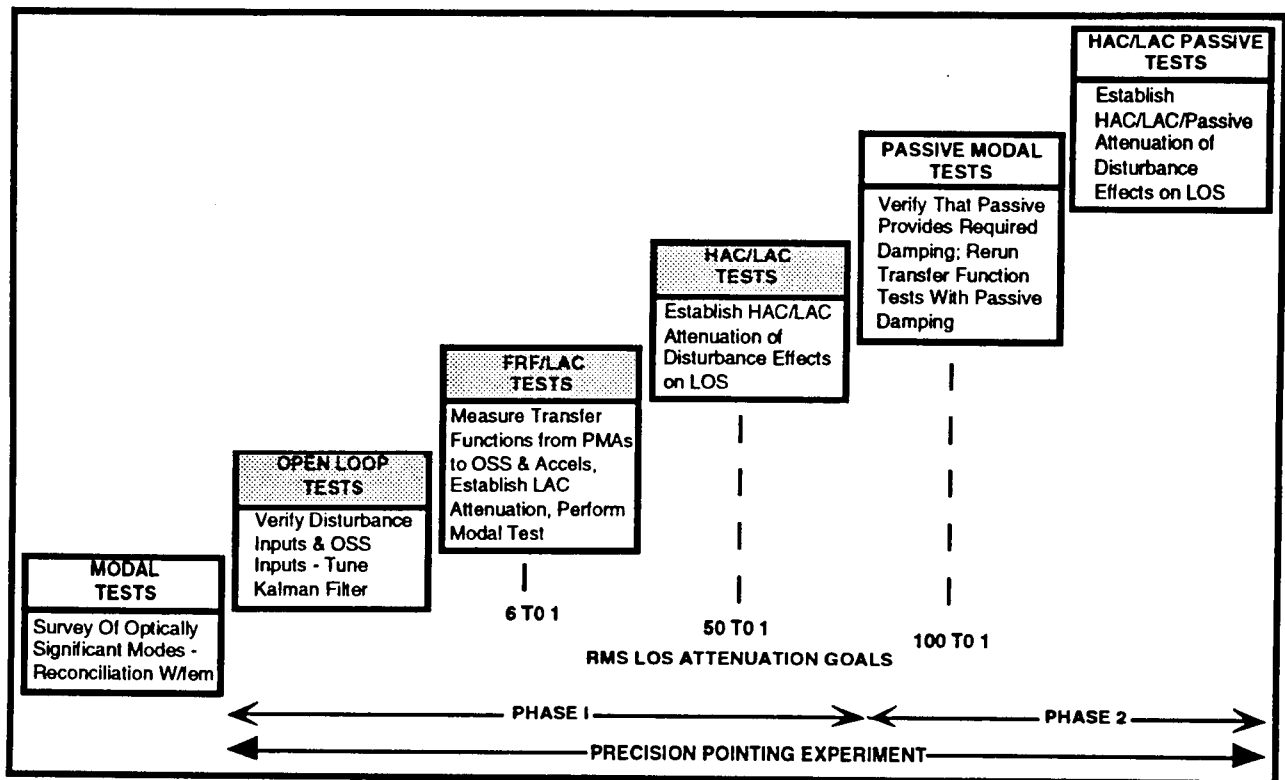 HAC/LAC PASSIVE
TESTS
Establish
HAC/LAC/Passive
Attenuation of
Disturbance
Effects on LOS
PASSIVE MODAL
TESTS
Verify That Passive
Provides Required
Damping; Rerun
Transfer Function
Tests With Passive
Damping
HAC/LAC
TESTS
Establish HAC/LAC
Attenuation of
Disturbance Effects
on LOS
FRF/LAC
TESTS
Measure Transfer
Functions from PMAs
to OSS & Accels,
Establish LAC
Attenuation, Perform
Modal Test
OPEN LOOP
TESTS
Verify Disturbance
Inputs & OSS
Inputs - Tune
Kalman Filter
MODAL
TESTS
Survey Of Optically
Significant Modes -
Reconciliation W/fem
6 TO 1
50 TO 1
100 TO 1
RMS LOS ATTENUATION GOALS
PHASE I
PHASE 2
PRECISION POINTING EXPERIMENT